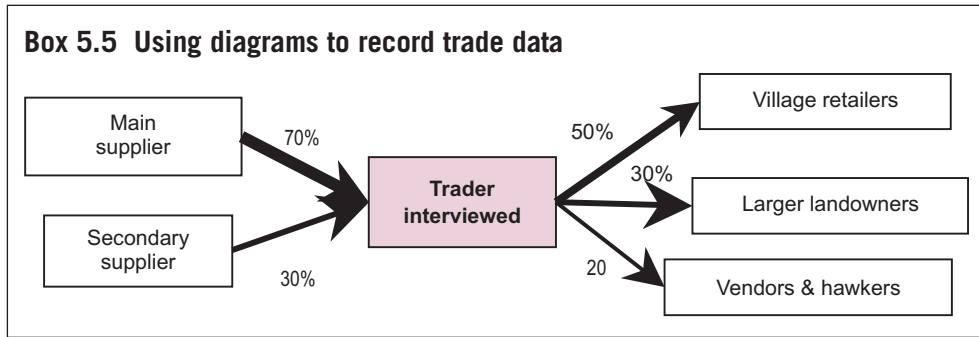 Box 5.5 Using diagrams to record trade data
Main
supplier
70%
Secondary
supplier
30%
Trader
interviewed
50%
Village retailers
30%
Larger landowners
20
Vendors & hawkers